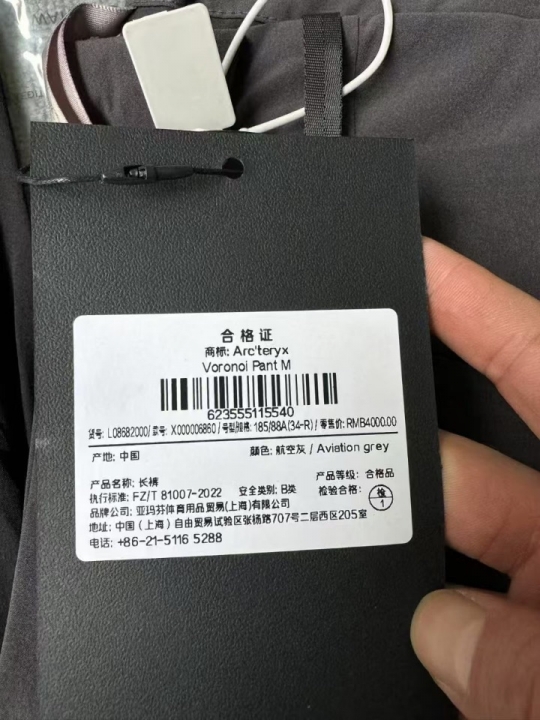 合格证
商标: Arc'teryx
Voronoi Pant M
623555115540
货号: L08682000/ 款号: X000006860 / 号型/规格: 185/88A(34-R) / 零售价: RMB4000.00
产地: 中国 颜色: 航空灰 / Aviation grey
产品名称: 长裤 产品等级: 合格品
执行标准: FZ/T 81007-2022 安全类别: B类 检验合格: 检1
品牌公司: 亚玛芬体育用品贸易(上海)有限公司
地址: 中国（上海）自由贸易试验区张杨路707号二层西区205室
电话: +86-21-5116 5288